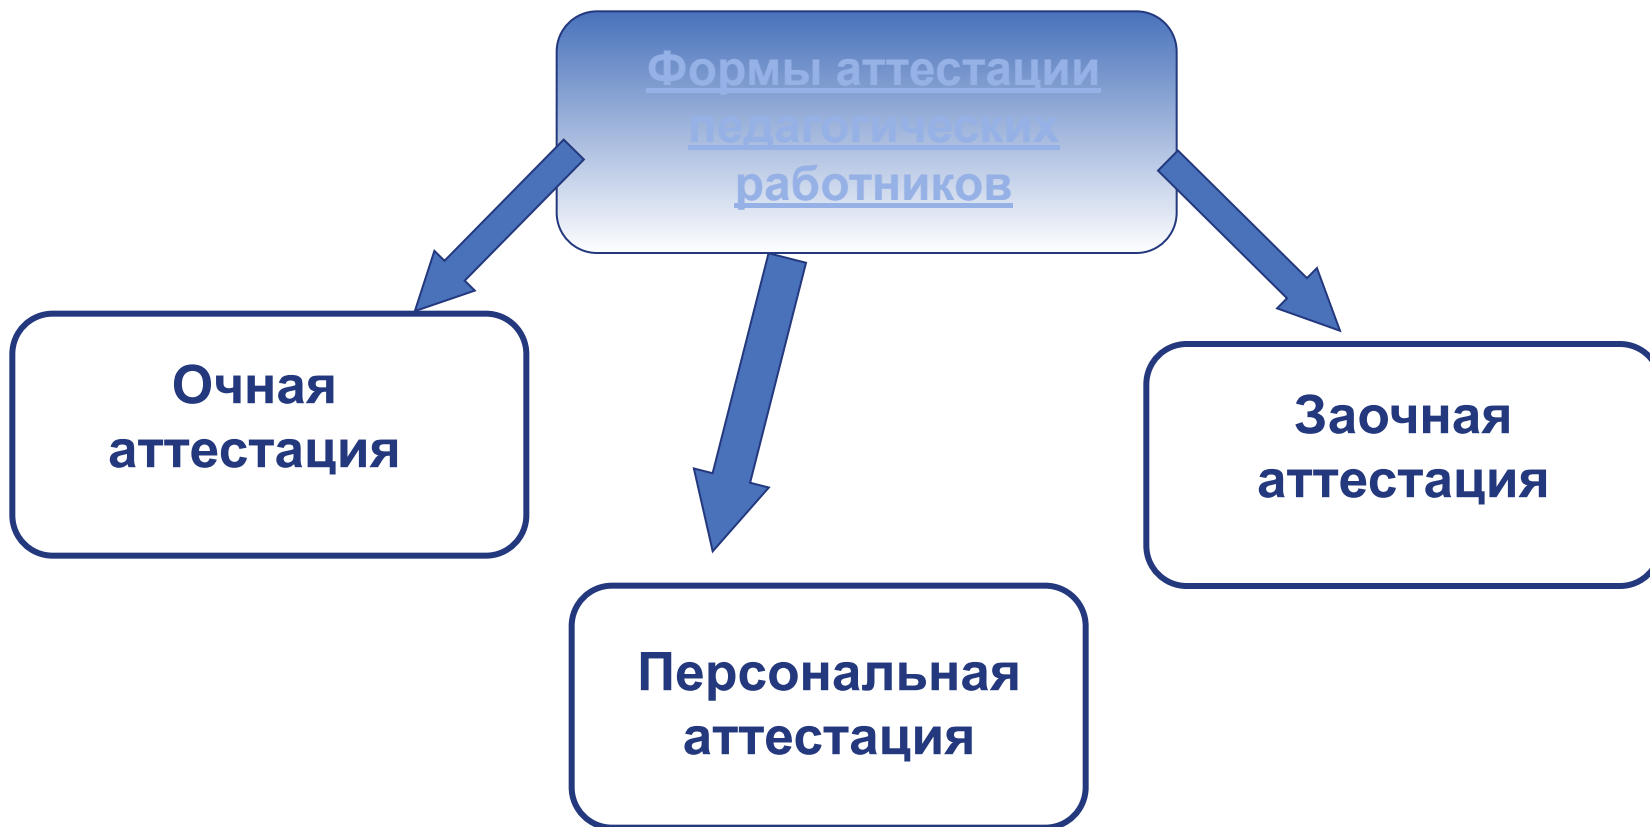 Формы аттестации
педагогических
работников
Очная
аттестация
Заочная
аттестация
Персональная
аттестация